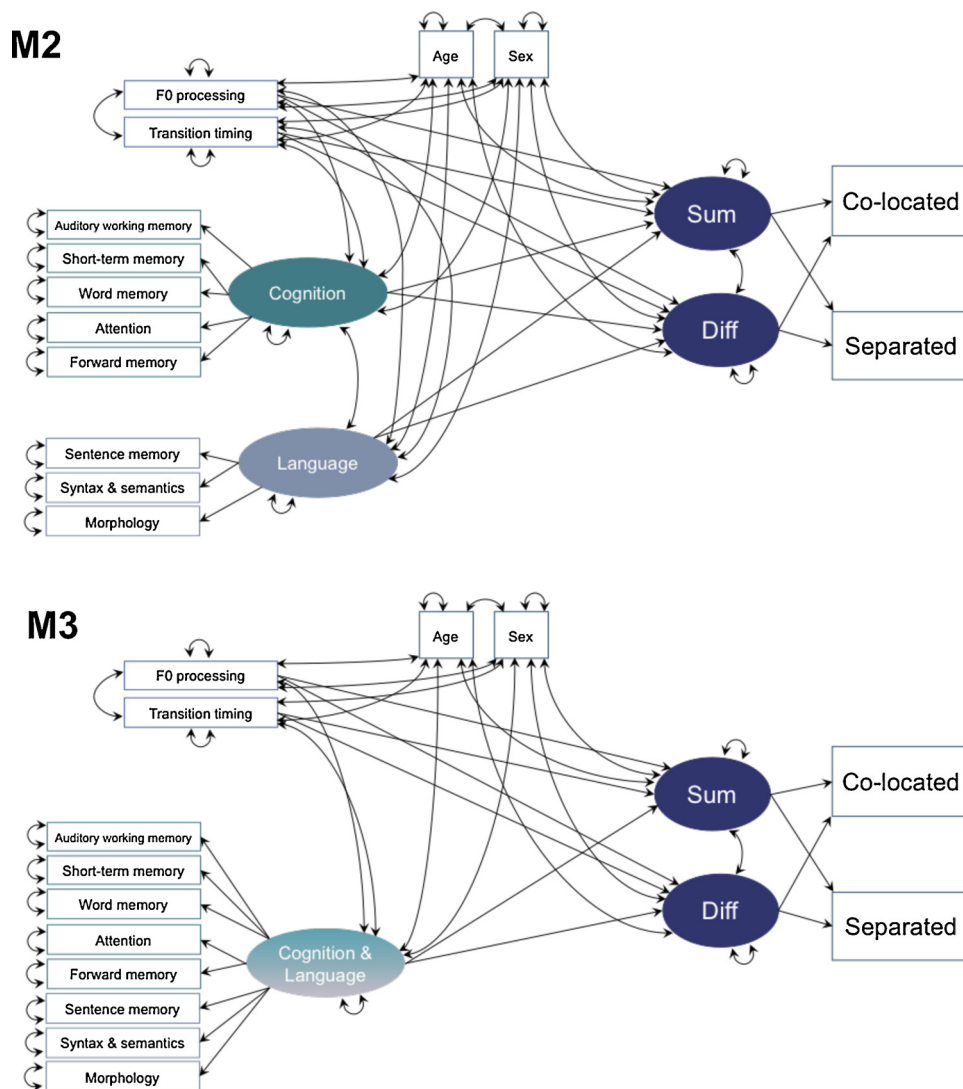 M2
Age
Sex
F0 processing
Transition timing
Auditory working memory
Short-term memory
Word memory
Attention
Forward memory
Cognition
Sentence memory
Syntax & semantics
Morphology
Language
Sum
Diff
Co-located
Separated
M3
Age
Sex
F0 processing
Transition timing
Auditory working memory
Short-term memory
Word memory
Attention
Forward memory
Sentence memory
Syntax & semantics
Morphology
Cognition &
Language
Sum
Diff
Co-located
Separated